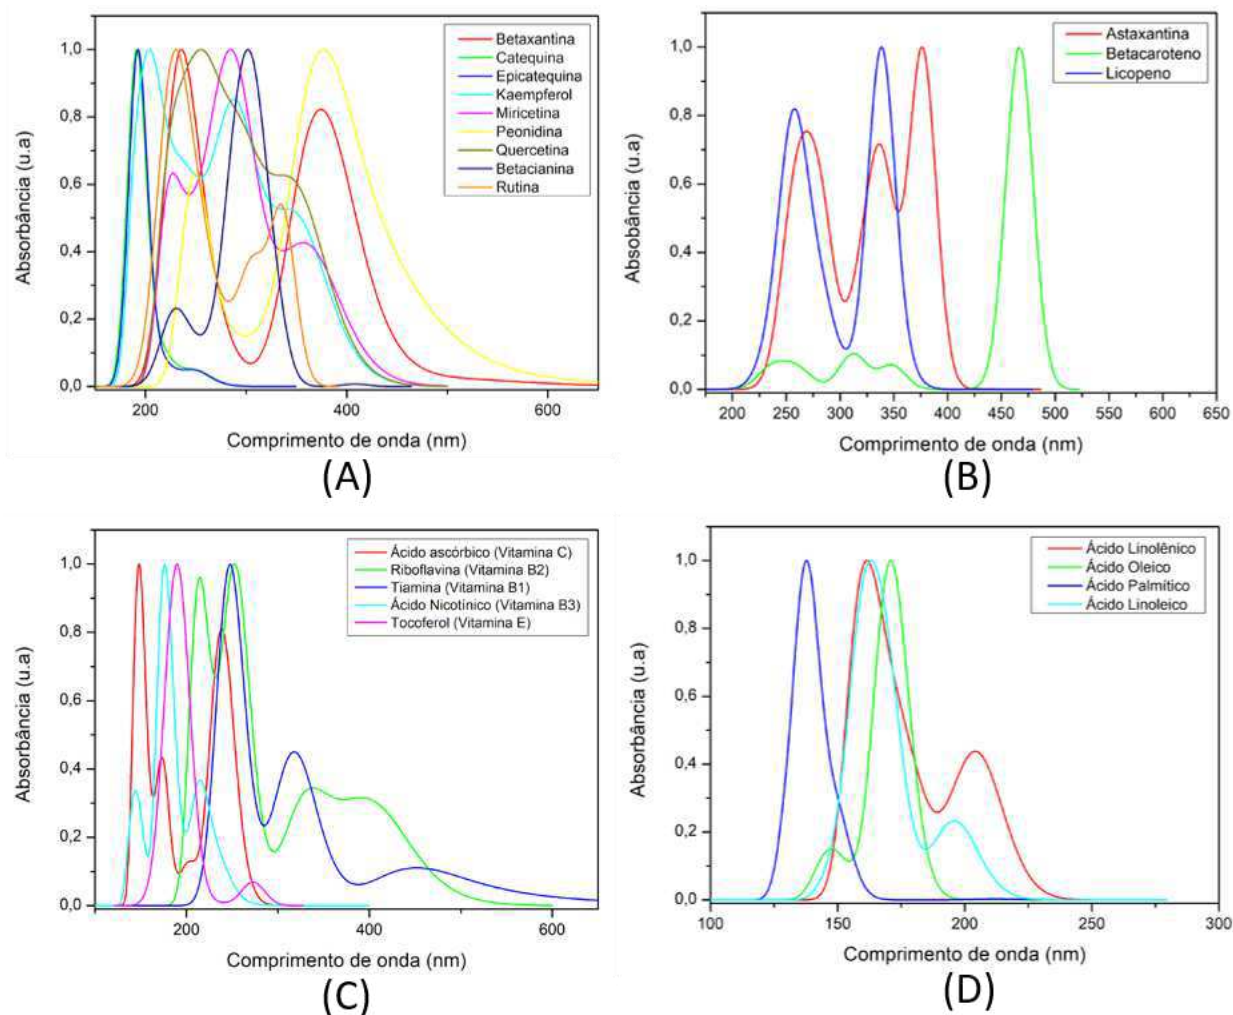 1,0
0,8
0,6
0,4
0,2
0,0
Absorbância (u.a)
Betaxantina
Catequina
Epicatequina
Kaempferol
Miricetina
Peonidina
Quercetina
Betacianina
Rutina
200 400 600
Comprimento de onda (nm)
(A)
1,0
0,8
0,6
0,4
0,2
0,0
Absobância (u.a)
Astaxantina
Betacaroteno
Licopeno
200 250 300 350 400 450 500 550 600 650
Comprimento de onda (nm)
(B)
1,0
0,8
0,6
0,4
0,2
0,0
Absorbância (u.a)
Ácido ascórbico (Vitamina C)
Riboflavina (Vitamina B2)
Tiamina (Vitamina B1)
Ácido Nicotínico (Vitamina B3)
Tocoferol (Vitamina E)
200 400 600
Comprimento de onda (nm)
(C)
1,0
0,8
0,6
0,4
0,2
0,0
Absorbância (u.a)
Ácido Linolênico
Ácido Oleico
Ácido Palmítico
Ácido Linoleico
100 150 200 250 300
Comprimento de onda (nm)
(D)